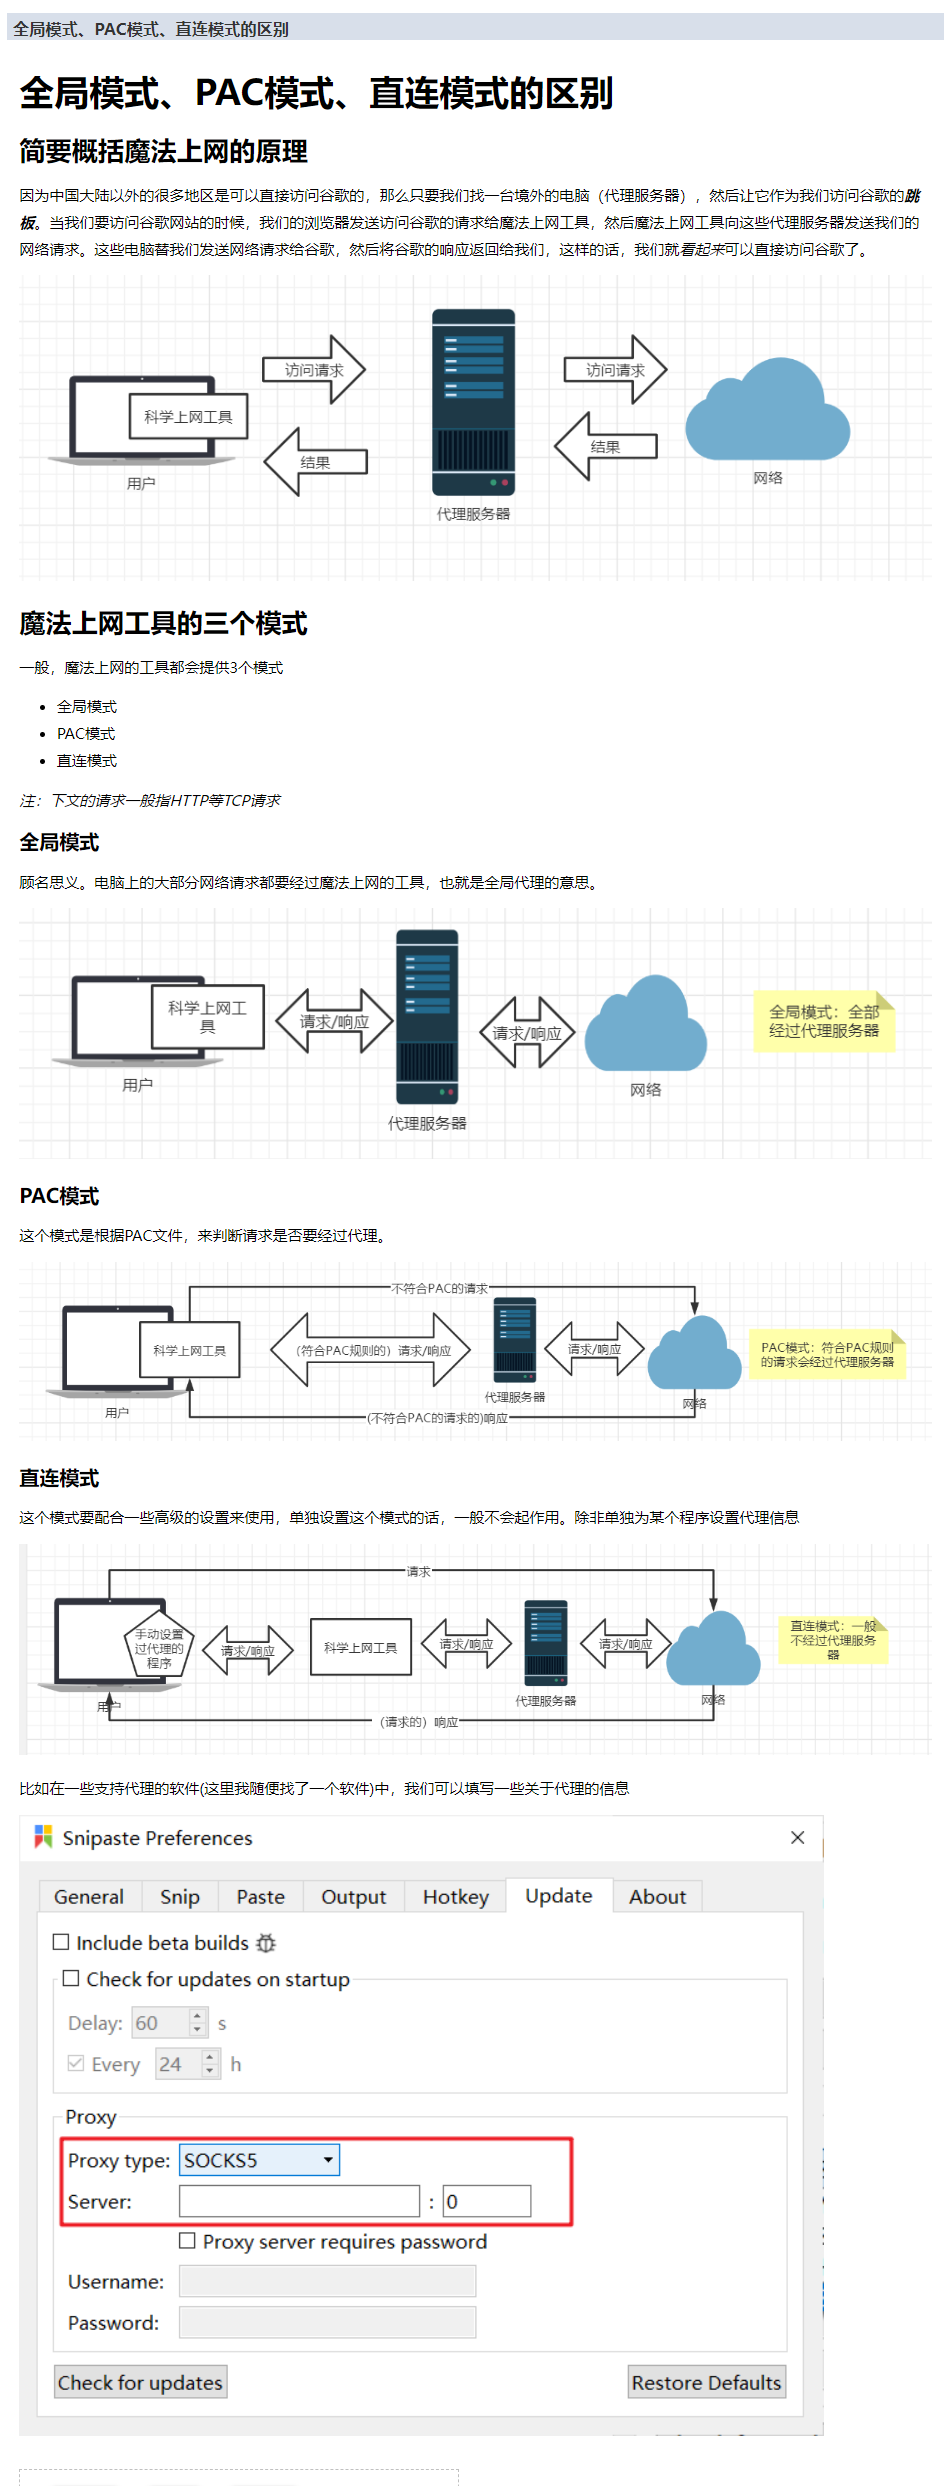 全局模式、PAC模式、直连模式的区别
全局模式、PAC模式、直连模式的区别
简要概括魔法上网的原理
因为中国大陆以外的很多地区是可以直接访问谷歌的，那么只要我们找一台境外的电脑（代理服务器），然后让它作为我们访问谷歌的跳
板。当我们要访问谷歌网站的时候，我们的浏览器发送访问谷歌的请求给魔法上网工具，然后魔法上网工具向这些代理服务器发送我们的
网络请求。这些电脑替我们发送网络请求给谷歌，然后将谷歌的响应返回给我们，这样的话，我们就看起来可以直接访问谷歌了。
访问请求
访问请求
科学上网工具
结果
结果
用户
代理服务器
网络
魔法上网工具的三个模式
一般，魔法上网的工具都会提供3个模式
全局模式
PAC模式
直连模式
注：下文的请求一般指HTTP等TCP请求
全局模式
顾名思义。电脑上的大部分网络请求都要经过魔法上网的工具，也就是全局代理的意思。
科学上网工
具
请求/响应
请求/响应
全局模式：全部
经过代理服务器
用户
代理服务器
网络
PAC模式
这个模式是根据PAC文件，来判断请求是否要经过代理。
不符合PAC的请求
科学上网工具
（符合PAC规则的）请求/响应
请求/响应
PAC模式：符合PAC规则
的请求会经过代理服务器
用户
代理服务器
网络
(不符合PAC的请求的)响应
直连模式
这个模式要配合一些高级的设置来使用，单独设置这个模式的话，一般不会起作用。除非单独为某个程序设置代理信息
请求
手动设置
过代理的
程序
请求/响应
科学上网工具
请求/响应
请求/响应
直连模式：一般
不经过代理服务
器
用户
代理服务器
网络
（请求的）响应
比如在一些支持代理的软件(这里我随便找了一个软件)中，我们可以填写一些关于代理的信息
Snipaste Preferences
General Snip Paste Output Hotkey Update About
Include beta builds
Check for updates on startup
Delay: 60 s
Every 24 h
Proxy
Proxy type: SOCKS5
Server: : 0
Proxy server requires password
Username:
Password:
Check for updates Restore Defaults